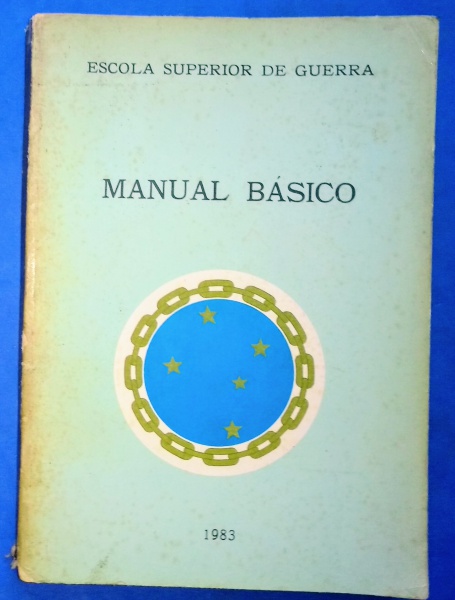 ESCOLA SUPERIOR DE GUERRA
MANUAL BÁSICO
1983